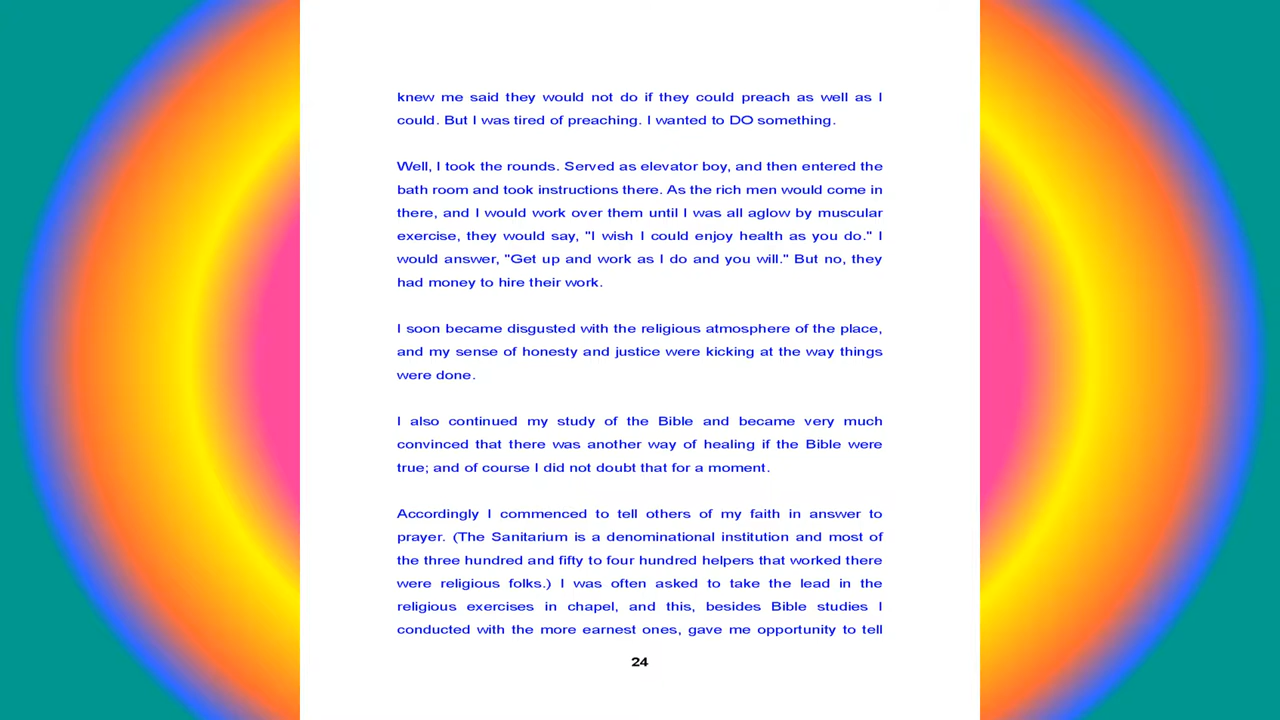 knew me said they would not do if they could preach as well as I
could. But I was tired of preaching. I wanted to DO something.
Well, I took the rounds. Served as elevator boy, and then entered the
bath room and took instructions there. As the rich men would come in
there, and I would work over them until I was all aglow by muscular
exercise, they would say, "I wish I could enjoy health as you do." I
would answer, "Get up and work as I do and you will." But no, they
had money to hire their work.
I soon became disgusted with the religious atmosphere of the place,
and my sense of honesty and justice were kicking at the way things
were done.
I also continued my study of the Bible and became very much
convinced that there was another way of healing if the Bible were
true; and of course I did not doubt that for a moment.
Accordingly I commenced to tell others of my faith in answer to
prayer. (The Sanitarium is a denominational institution and most of
the three hundred and fifty to four hundred helpers that worked there
were religious folks.) I was often asked to take the lead in the
religious exercises in chapel, and this, besides Bible studies I
conducted with the more earnest ones, gave me opportunity to tell
24